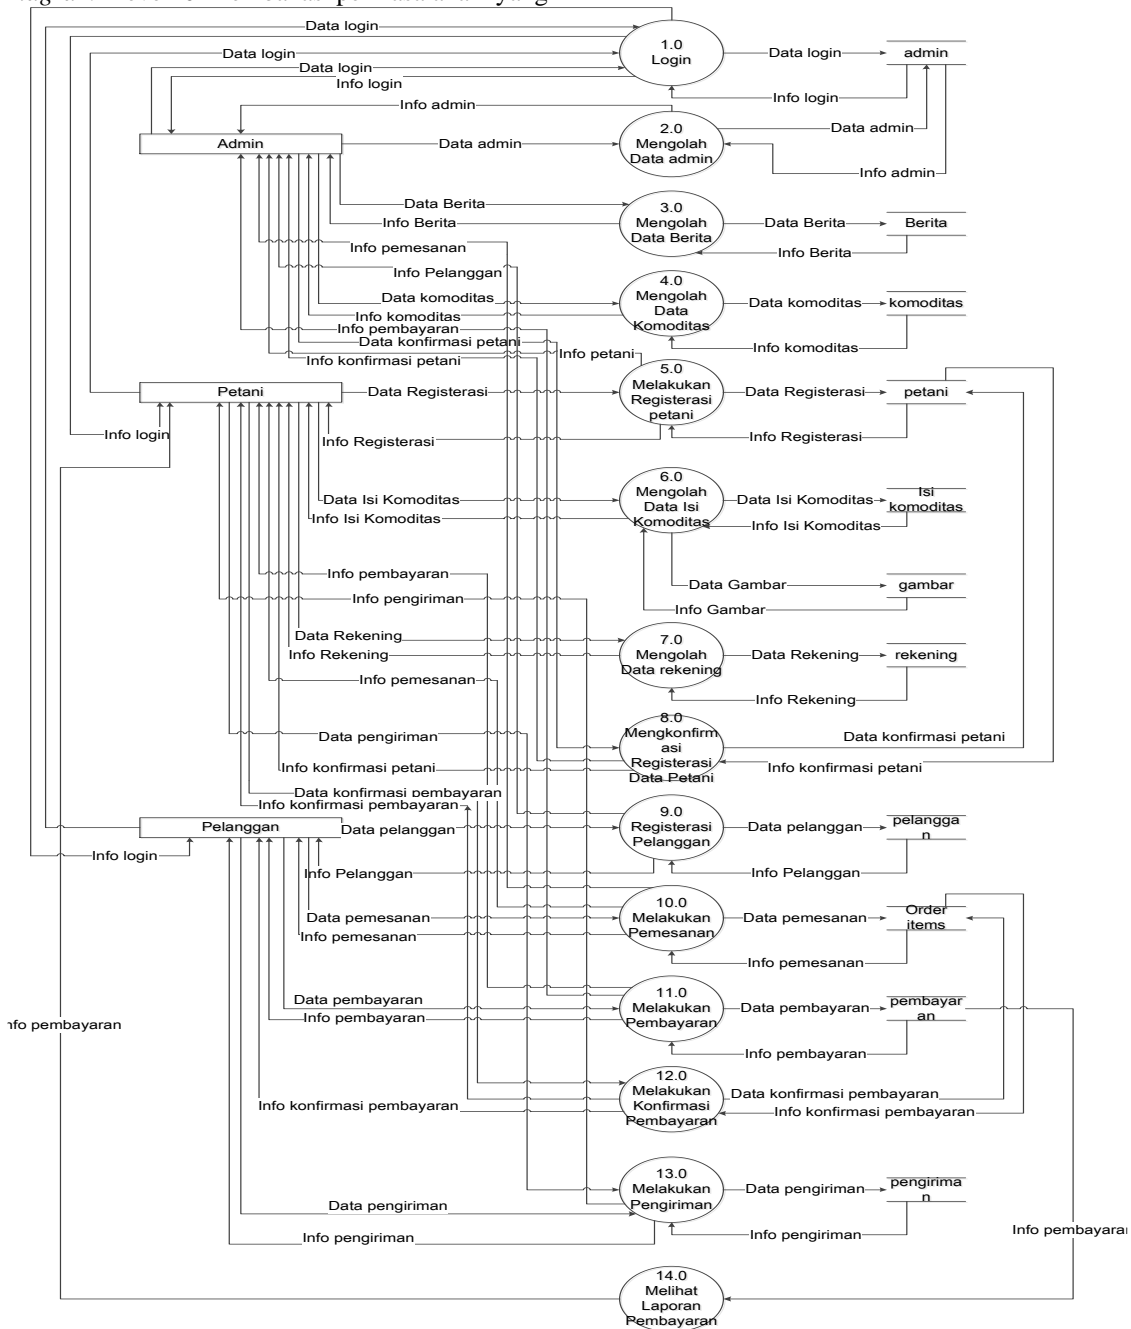 Data login
1.0
Login
Data login
admin
Data login
Data login
Info login
Info login
Info admin
2.0
Mengolah
Data admin
Data admin
Admin
Data admin
Info admin
Data Berita
3.0
Mengolah
Data Berita
Data Berita
Berita
Info Berita
Info pemesanan
Info Berita
Info Pelanggan
4.0
Mengolah
Data
Komoditas
Data komoditas
Data komoditas
komoditas
Info komoditas
Info pembayaran
Data konfirmasi petani
Info komoditas
Info konfirmasi petani
Info petani
5.0
Melakukan
Registerasi
petani
Petani
Data Registerasi
Data Registerasi
petani
Info login
Info Registerasi
Info Registerasi
6.0
Mengolah
Data Isi
Komoditas
Data Isi Komoditas
Data Isi Komoditas
Isi
komoditas
Info Isi Komoditas
Info Isi Komoditas
Info pembayaran
Data Gambar
gambar
Info pengiriman
Info Gambar
Data Rekening
7.0
Mengolah
Data rekening
Info Rekening
Data Rekening
rekening
Info pemesanan
Info Rekening
8.0
Mengkonfirm
asi
Registerasi
Data Petani
Data pengiriman
Data konfirmasi petani
Info konfirmasi petani
Info konfirmasi petani
Data konfirmasi pembayaran
Info konfirmasi pembayaran
9.0
Registerasi
Pelanggan
Pelanggan
Data pelanggan
Data pelanggan
pelangga
n
Info login
Info Pelanggan
Info Pelanggan
10.0
Melakukan
Pemesanan
Data pemesanan
Data pemesanan
Order
items
Info pemesanan
Info pemesanan
11.0
Melakukan
Pembayaran
Data pembayaran
Data pembayaran
pembayar
an
Info pembayaran
Info pembayaran
Info pembayaran
12.0
Melakukan
Konfirmasi
Pembayaran
Data konfirmasi pembayaran
Info konfirmasi pembayaran
Info konfirmasi pembayaran
13.0
Melakukan
Pengiriman
Data pengiriman
pengirima
n
Data pengiriman
Info pengiriman
Info pengiriman
Info pembayaran
14.0
Melihat
Laporan
Pembayaran